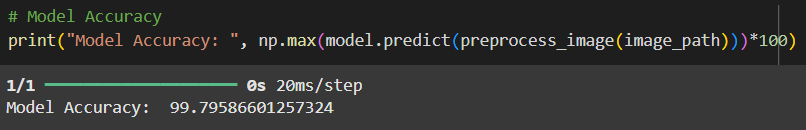 # Model Accuracy
print("Model Accuracy: ", np.max(model.predict(preprocess_image(image_path)))*100)
1/1 ━━━━━━━━━━━━━━━━━━━━ 0s 20ms/step
Model Accuracy:  99.79586601257324